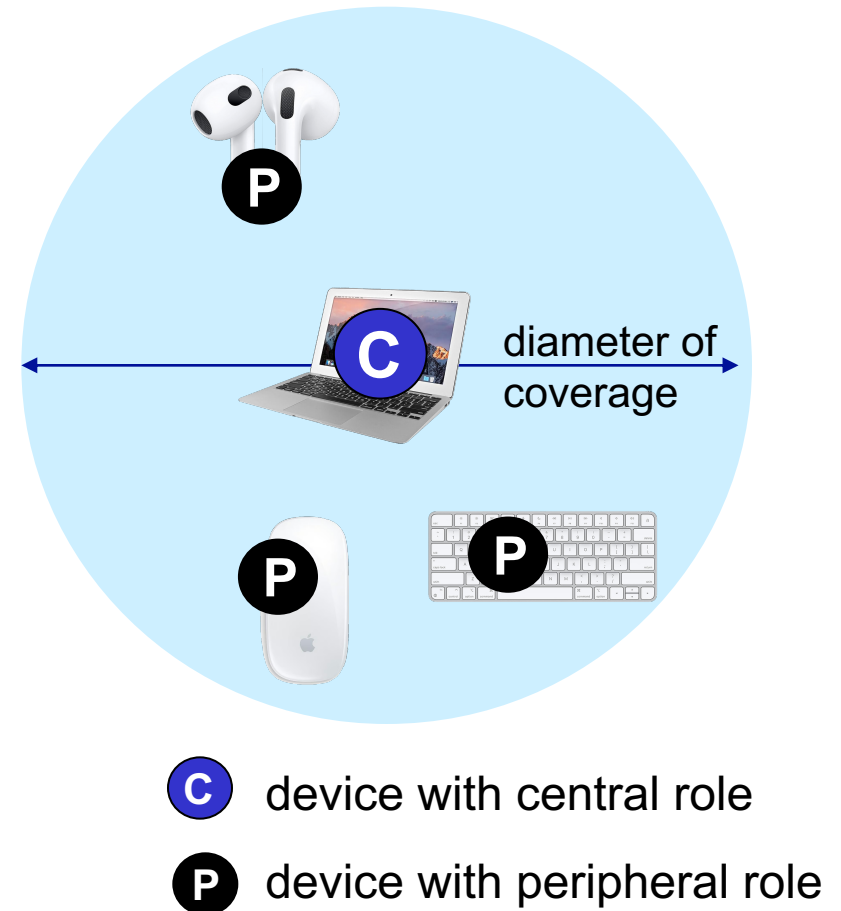 P
C
diameter of
coverage
P
P
C device with central role
P device with peripheral role